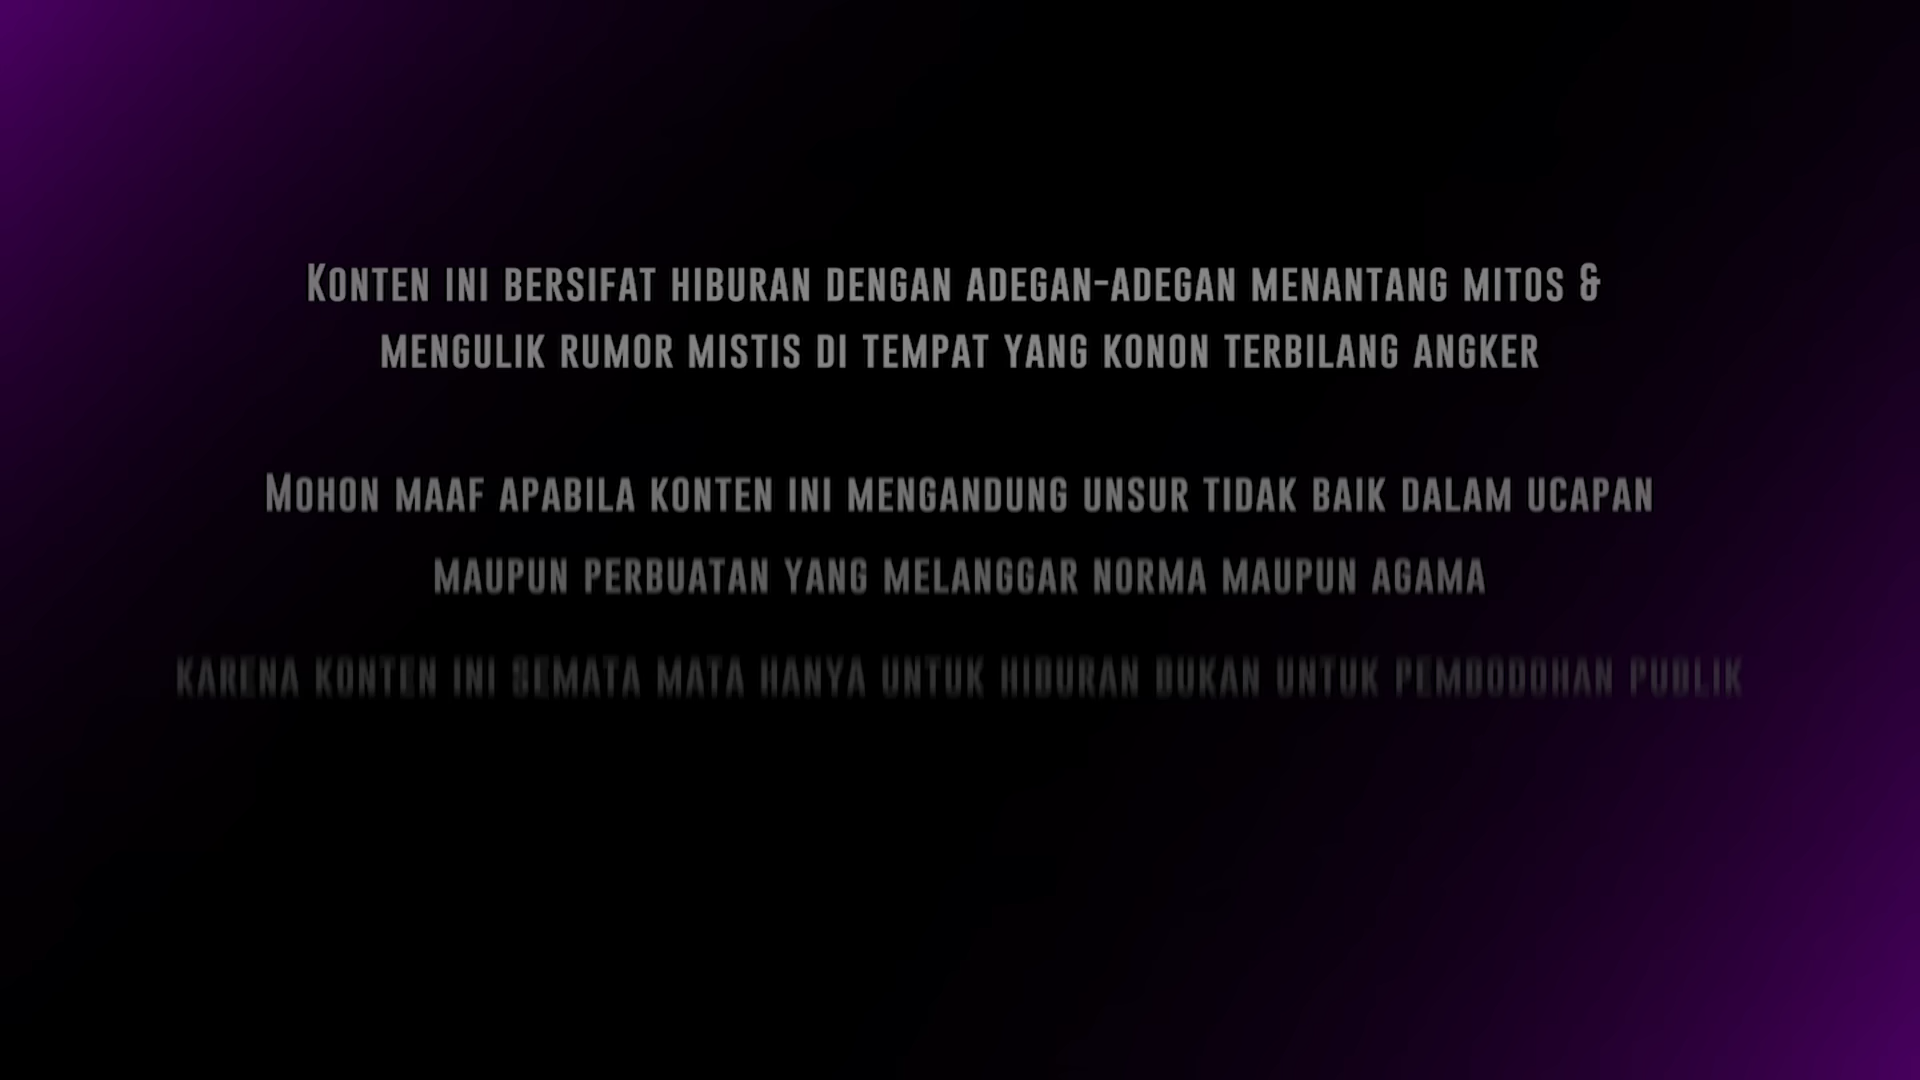 Konten ini bersifat hiburan dengan adegan-adegan menantang mitos &
mengulik rumor mistis di tempat yang konon terbilang angker
Mohon maaf apabila konten ini mengandung unsur tidak baik dalam ucapan
maupun perbuatan yang melanggar norma maupun agama
karena konten ini semata mata hanya untuk hiburan bukan untuk pembodohan publik